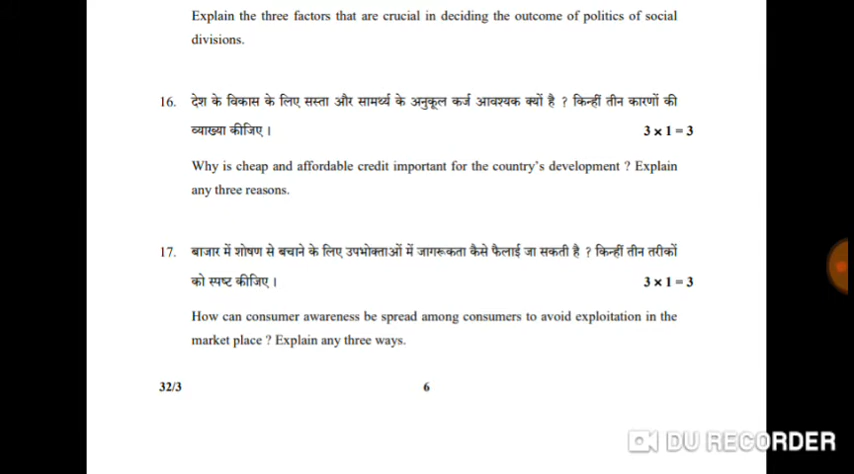 Explain the three factors that are crucial in deciding the outcome of politics of social
divisions.
16. देश के विकास के लिए सस्ता और सामर्थ्य के अनुकूल कर्ज आवश्यक क्यों है ? किन्हीं तीन कारणों की
व्याख्या कीजिए । 3 × 1 = 3
Why is cheap and affordable credit important for the country's development ? Explain
any three reasons.
17. बाजार में शोषण से बचाने के लिए उपभोक्ताओं में जागरूकता कैसे फैलाई जा सकती है ? किन्हीं तीन तरीकों
को स्पष्ट कीजिए । 3 × 1 = 3
How can consumer awareness be spread among consumers to avoid exploitation in the
market place ? Explain any three ways.
32/3 6
DU RECORDER